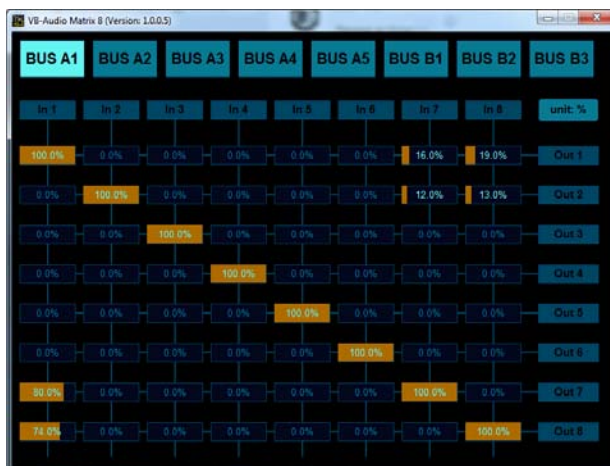 VB-Audio Matrix 8 (Version: 1.0.0.5)
BUS A1 BUS A2 BUS A3 BUS A4 BUS A5 BUS B1 BUS B2 BUS B3
In 1 In 2 In 3 In 4 In 5 In 6 In 7 In 8 unit: %
100.0% 0.0% 0.0% 0.0% 0.0% 0.0% 16.0% 19.0% Out 1
0.0% 100.0% 0.0% 0.0% 0.0% 0.0% 12.0% 13.0% Out 2
0.0% 0.0% 100.0% 0.0% 0.0% 0.0% 0.0% 0.0% Out 3
0.0% 0.0% 0.0% 100.0% 0.0% 0.0% 0.0% 0.0% Out 4
0.0% 0.0% 0.0% 0.0% 100.0% 0.0% 0.0% 0.0% Out 5
0.0% 0.0% 0.0% 0.0% 0.0% 100.0% 0.0% 0.0% Out 6
80.0% 0.0% 0.0% 0.0% 0.0% 0.0% 100.0% 0.0% Out 7
74.0% 0.0% 0.0% 0.0% 0.0% 0.0% 0.0% 100.0% Out 8